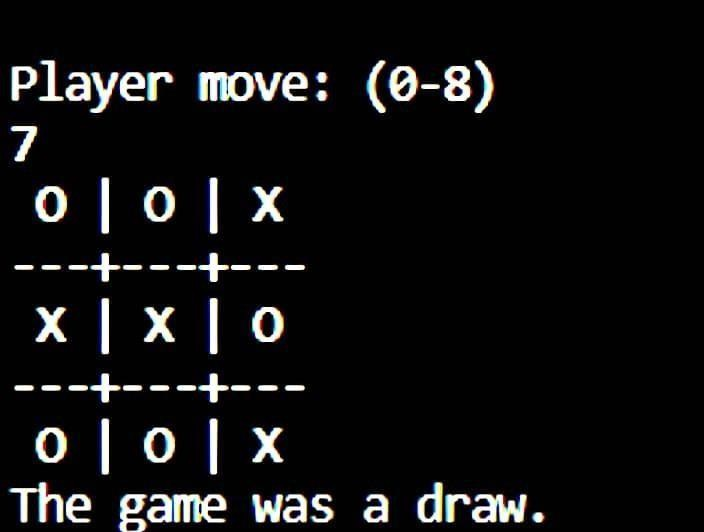 Player move: (0-8)
7
 O | O | X
---+---+---
 X | X | O
---+---+---
 O | O | X
The game was a draw.